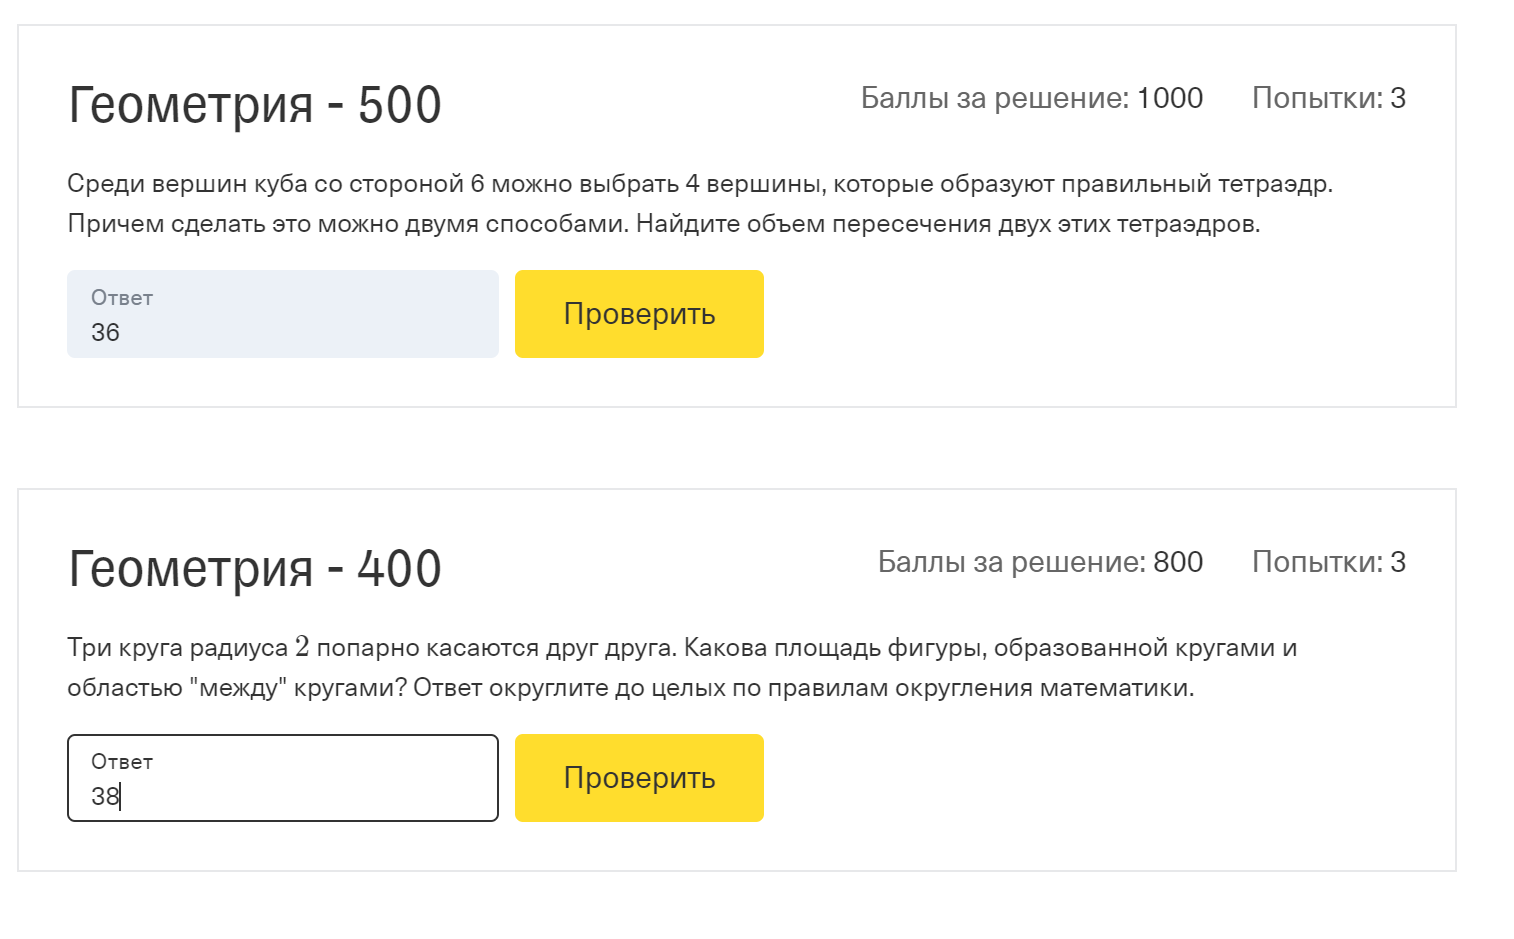 Геометрия - 500
Баллы за решение: 1000
Попытки: 3
Среди вершин куба со стороной 6 можно выбрать 4 вершины, которые образуют правильный тетраэдр.
Причем сделать это можно двумя способами. Найдите объем пересечения двух этих тетраэдров.
Ответ
36
Проверить
Геометрия - 400
Баллы за решение: 800
Попытки: 3
Три круга радиуса 2 попарно касаются друг друга. Какова площадь фигуры, образованной кругами и
областью "между" кругами? Ответ округлите до целых по правилам округления математики.
Ответ
38
Проверить